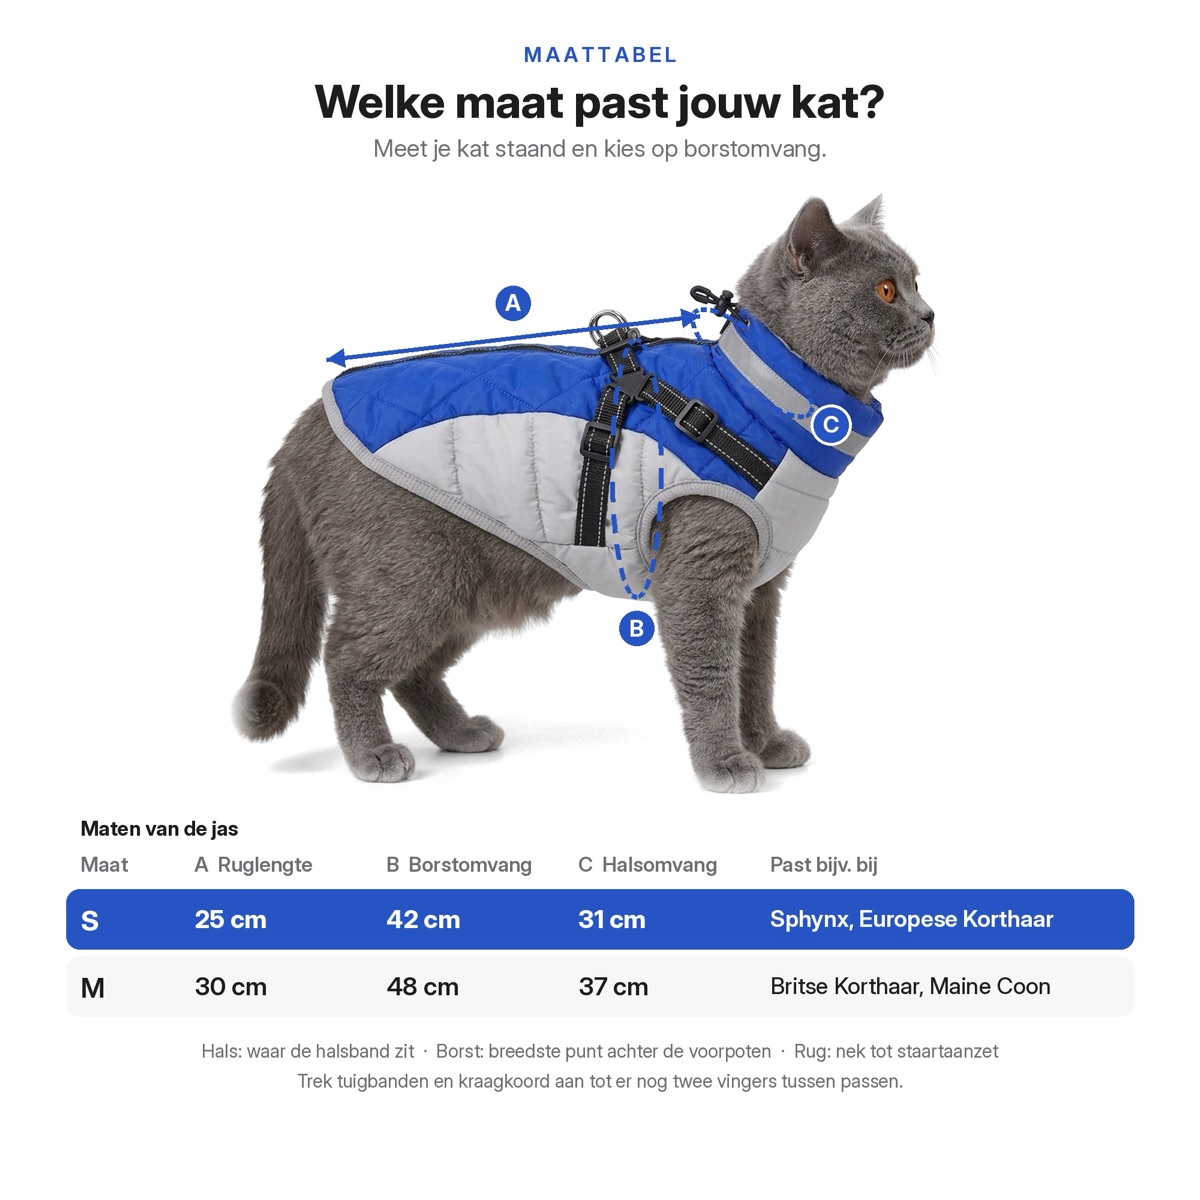 MAATTABEL
Welke maat past jouw kat?
Meet je kat staand en kies op borstomvang.
A
C
B
Maten van de jas
Maat A Ruglengte B Borstomvang C Halsomvang Past bijv. bij
S 25 cm 42 cm 31 cm Sphynx, Europese Korthaar
M 30 cm 48 cm 37 cm Britse Korthaar, Maine Coon
Hals: waar de halsband zit · Borst: breedste punt achter de voorpoten · Rug: nek tot staartaanzet
Trek tuigbanden en kraagkoord aan tot er nog twee vingers tussen passen.